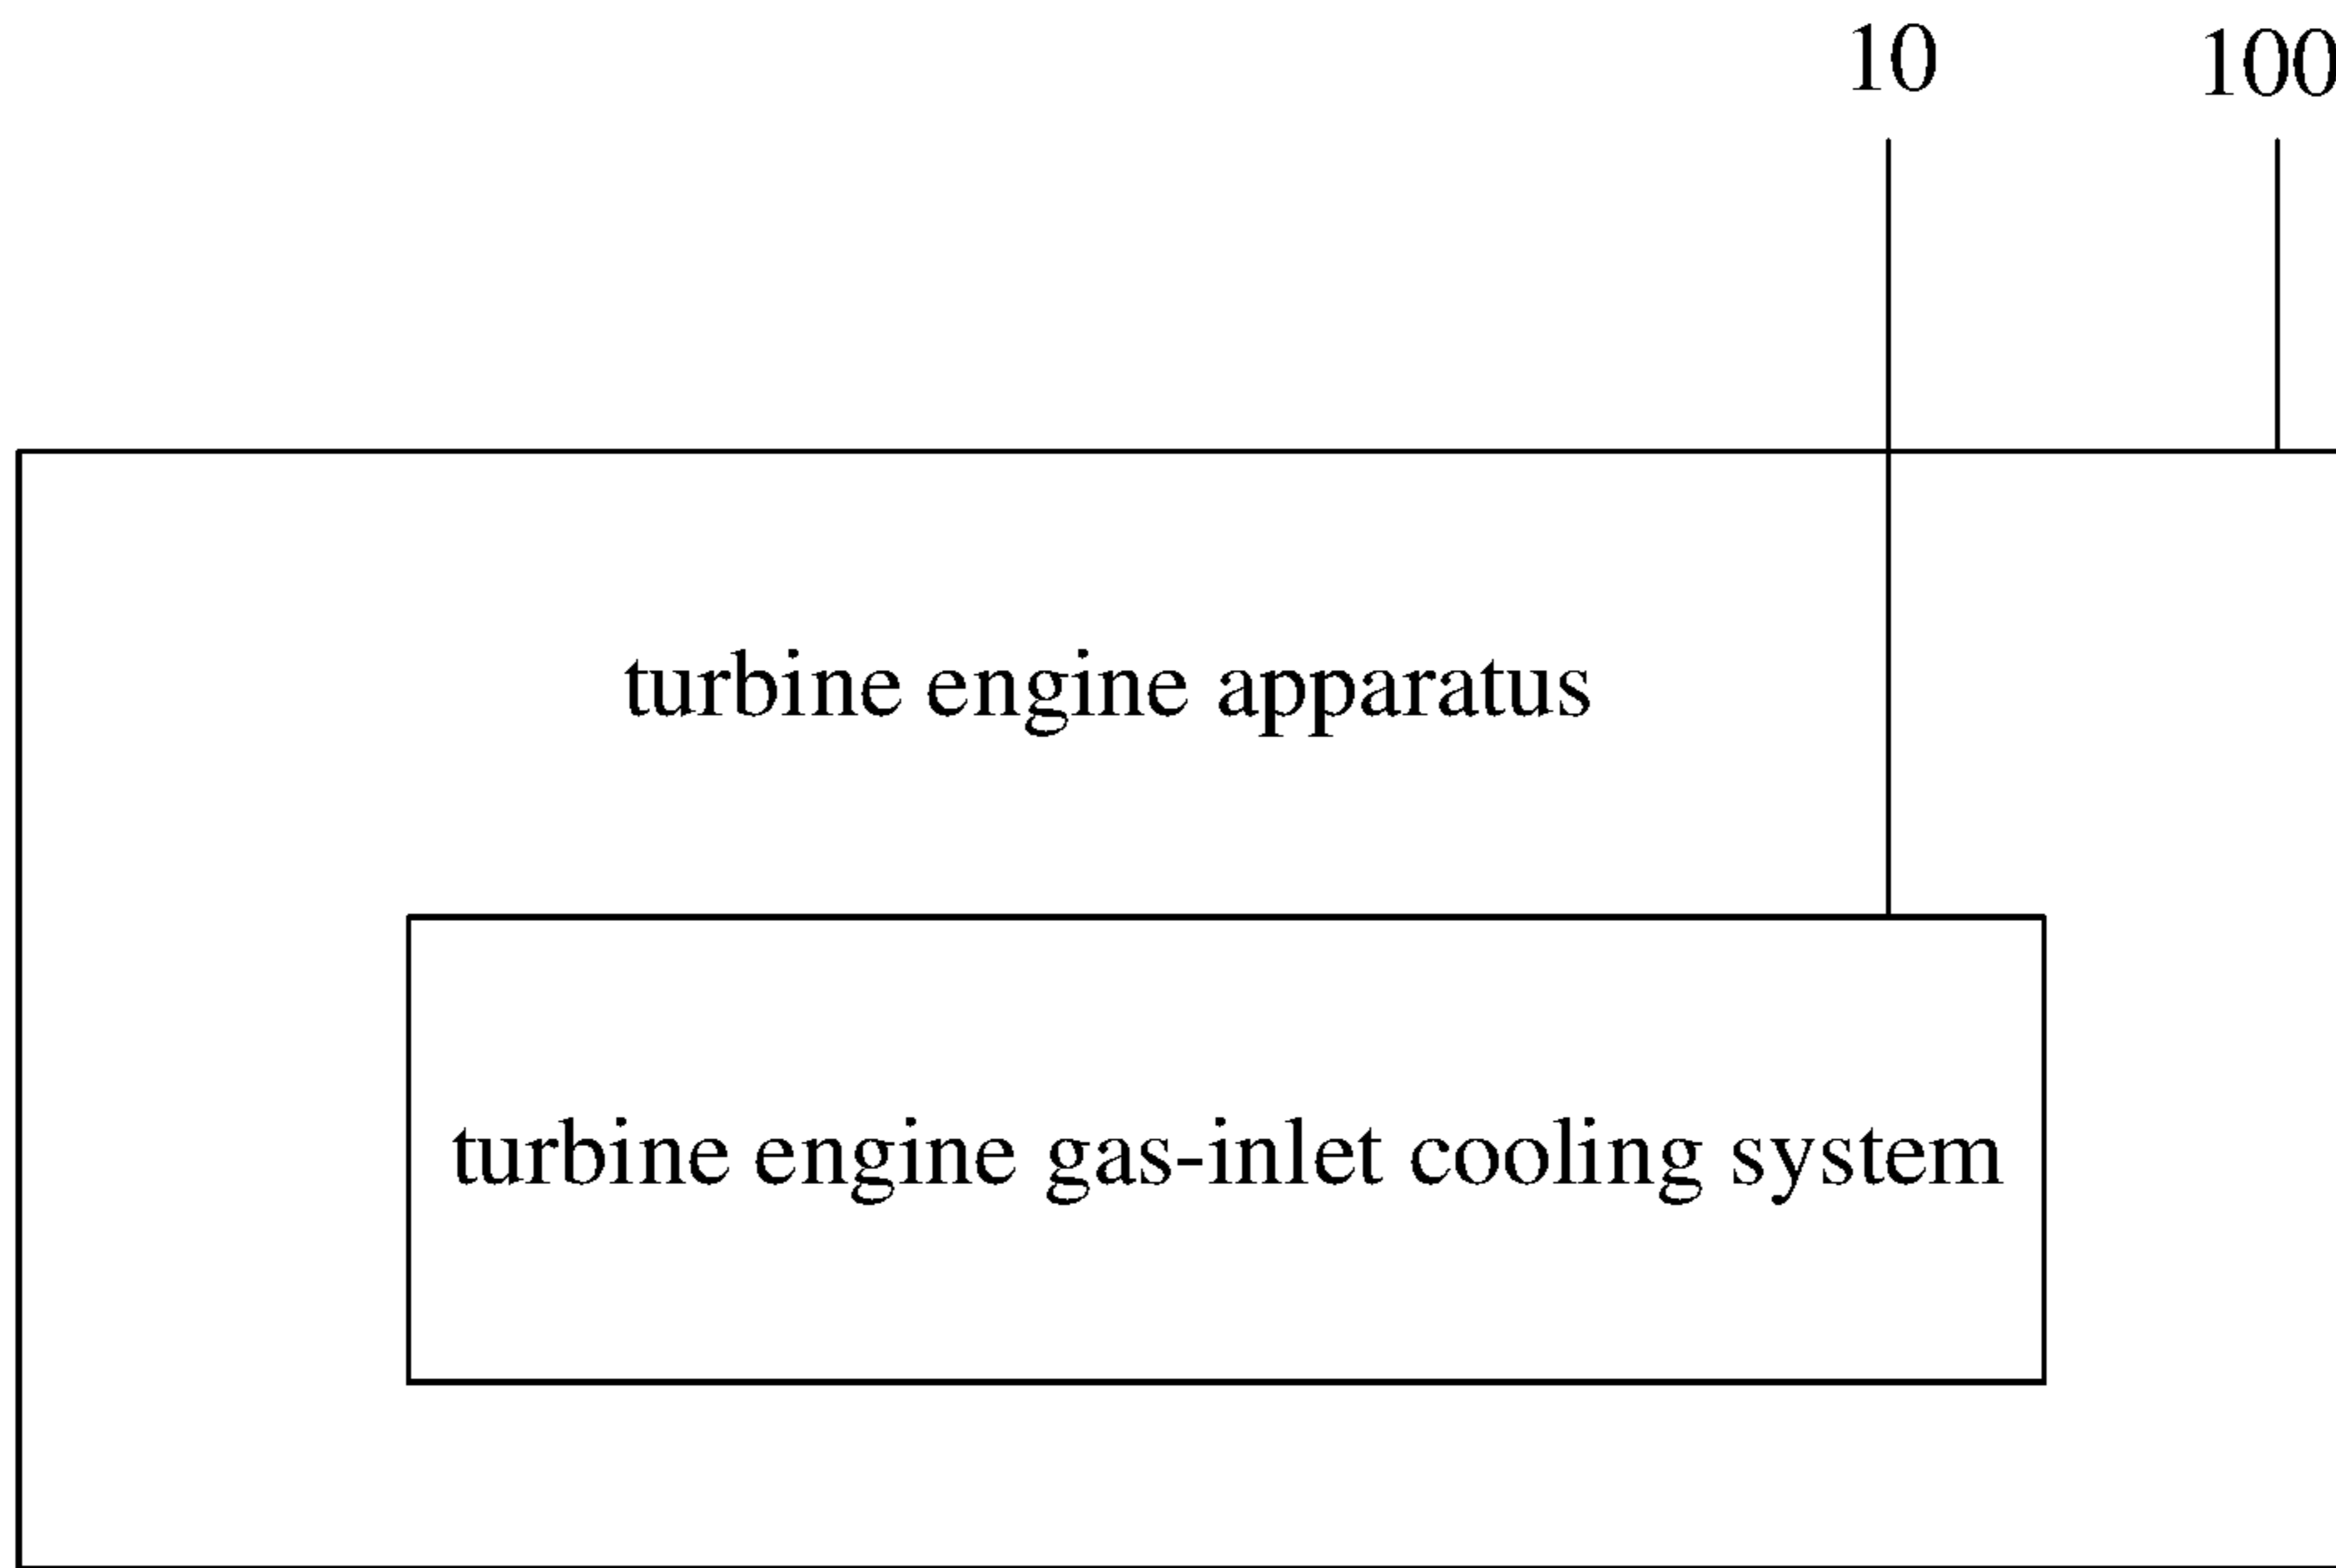 10 100
turbine engine apparatus
turbine engine gas-inlet cooling system